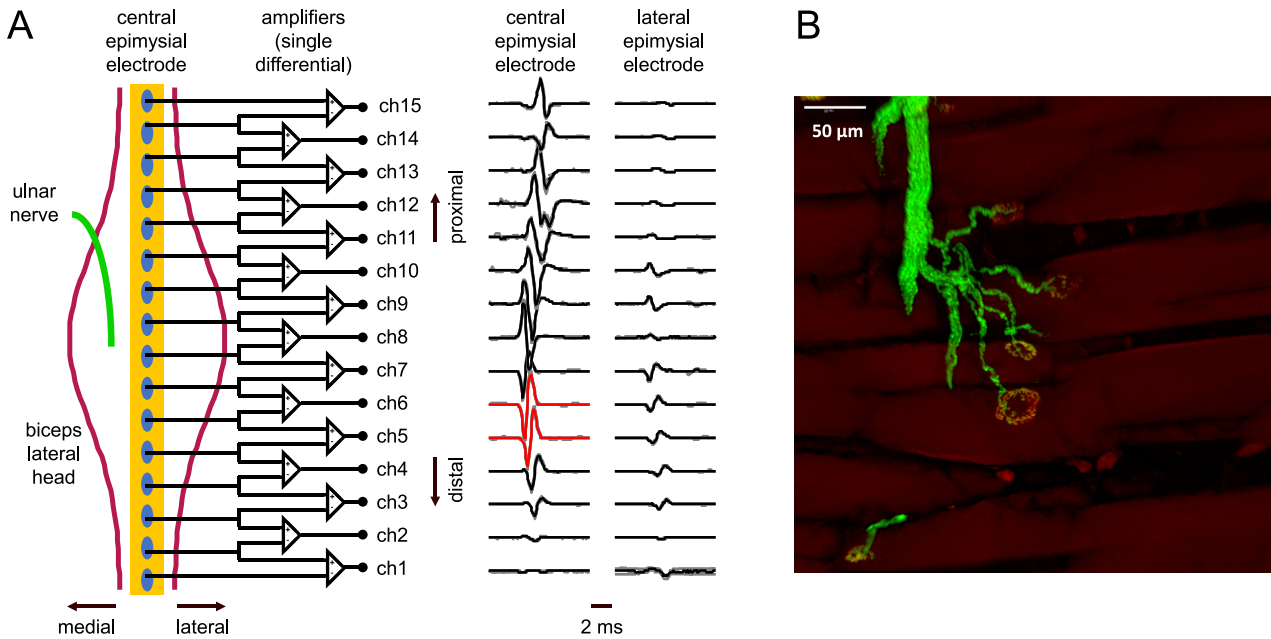 A
central
epimysial
electrode
amplifiers
(single
differential)
central
epimysial
electrode
lateral
epimysial
electrode
ulnar
nerve
biceps
lateral
head
+
-
+
-
+
-
+
-
+
-
+
-
+
-
+
-
+
-
+
-
+
-
+
-
+
-
+
-
+
-
ch15
ch14
ch13
ch12
ch11
ch10
ch9
ch8
ch7
ch6
ch5
ch4
ch3
ch2
ch1
proximal
distal
medial
lateral
2 ms
B
50 µm